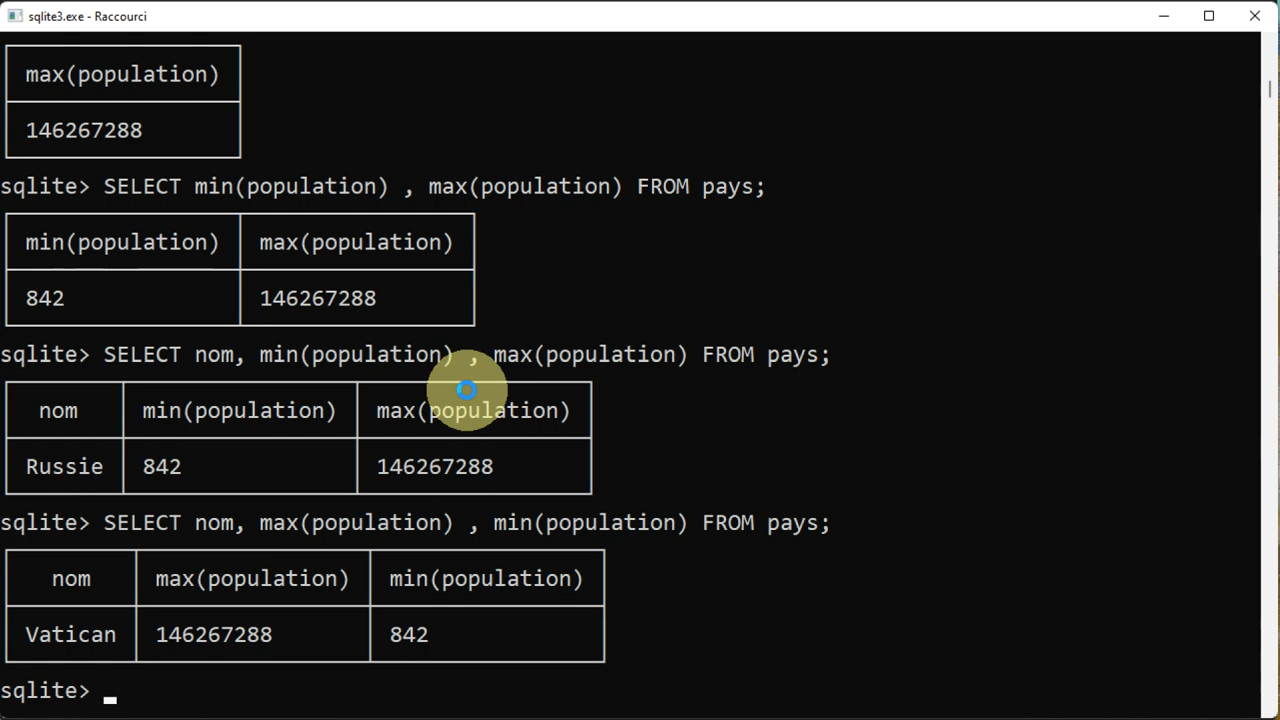 sqlite3.exe - Raccourci
max(population)
146267288
sqlite> SELECT min(population) , max(population) FROM pays;
min(population) max(population)
842 146267288
sqlite> SELECT nom, min(population) , max(population) FROM pays;
nom min(population) max(population)
Russie 842 146267288
sqlite> SELECT nom, max(population) , min(population) FROM pays;
nom max(population) min(population)
Vatican 146267288 842
sqlite>